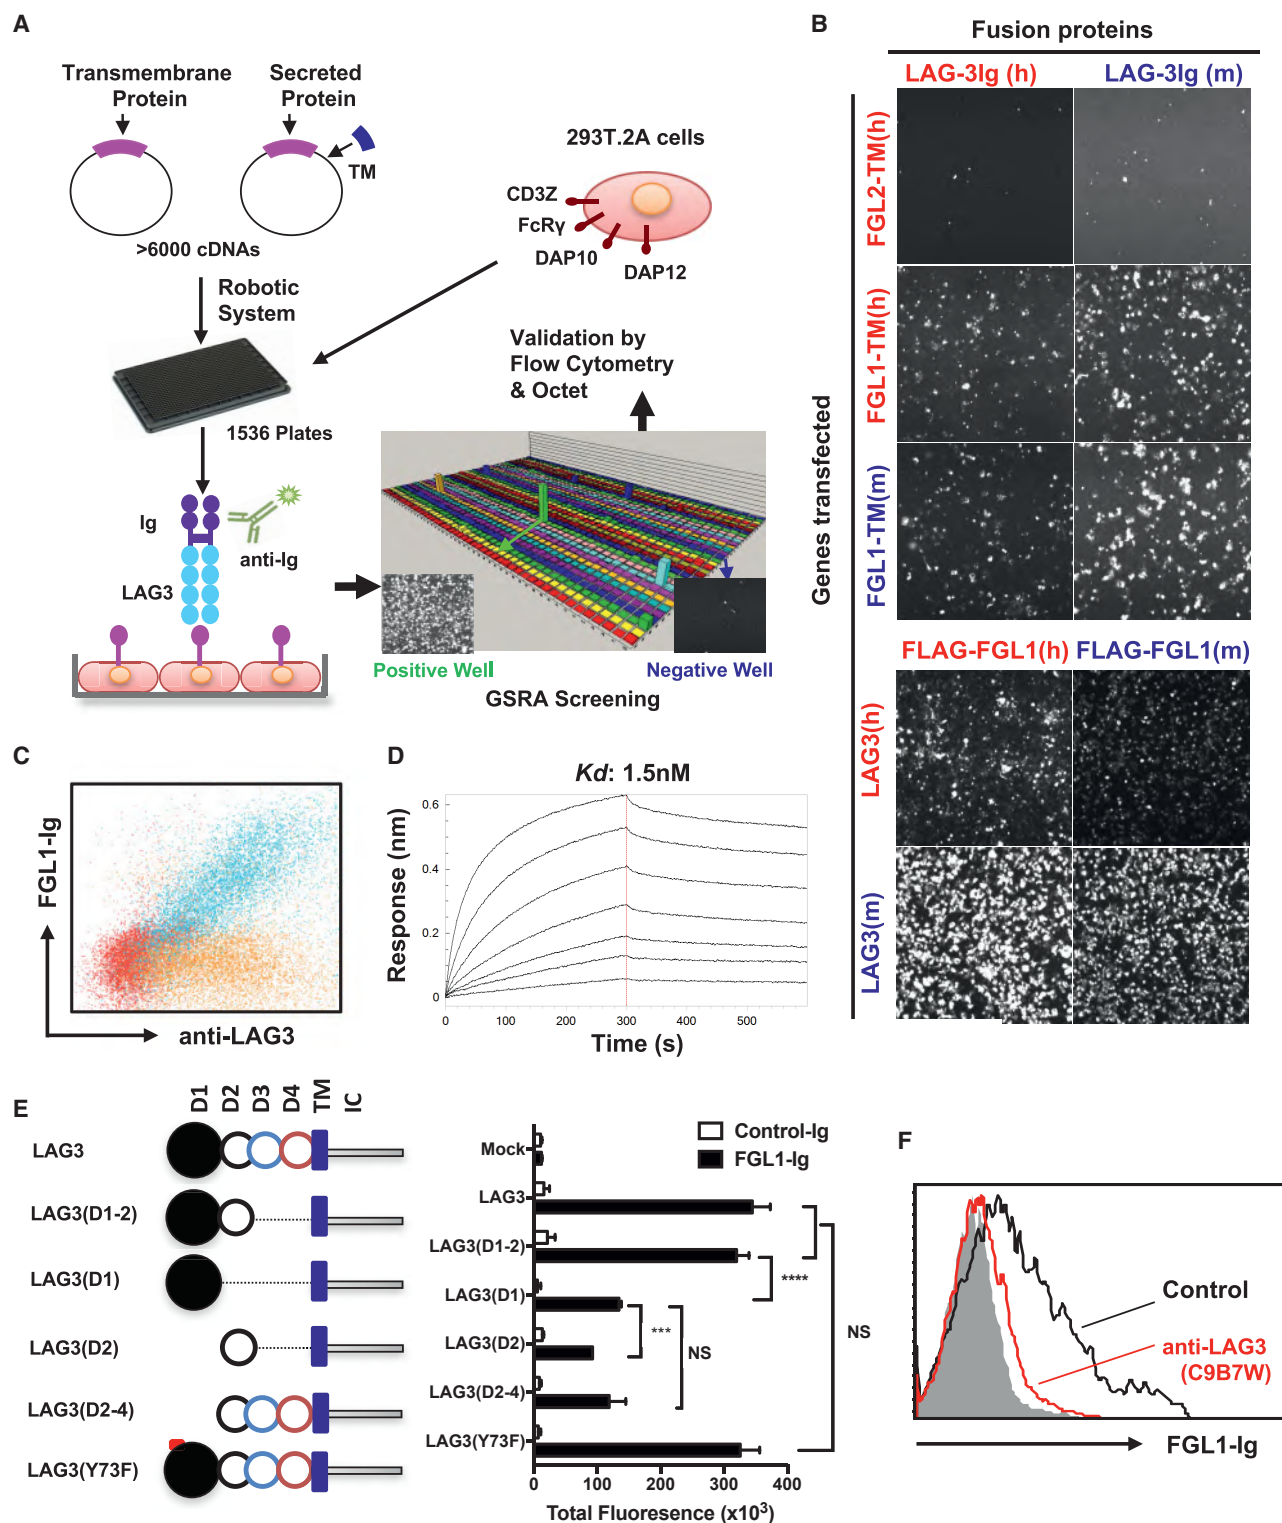 A
Transmembrane
Protein
Secreted
Protein
TM
>6000 cDNAs
293T.2A cells
CD3Z
FcRγ
DAP10
DAP12
Robotic
System
1536 Plates
Validation by
Flow Cytometry
& Octet
Ig
anti-Ig
LAG3
Positive Well
Negative Well
GSRA Screening
B
Fusion proteins
LAG-3Ig (h)
LAG-3Ig (m)
Genes transfected
FGL2-TM(h)
FGL1-TM(h)
FGL1-TM(m)
FLAG-FGL1(h)
FLAG-FGL1(m)
LAG3(h)
LAG3(m)
C
FGL1-Ig
anti-LAG3
D
Kd: 1.5nM
Response (nm)
0.6
0.4
0.2
0
0
100
200
300
400
500
Time (s)
E
D1
D2
D3
D4
TM
IC
LAG3
LAG3(D1-2)
LAG3(D1)
LAG3(D2)
LAG3(D2-4)
LAG3(Y73F)
Control-Ig
FGL1-Ig
Mock
LAG3
LAG3(D1-2)
LAG3(D1)
LAG3(D2)
LAG3(D2-4)
LAG3(Y73F)
****
***
NS
NS
0
100
200
300
400
Total Fluoresence (x10³)
F
Control
anti-LAG3
(C9B7W)
FGL1-Ig